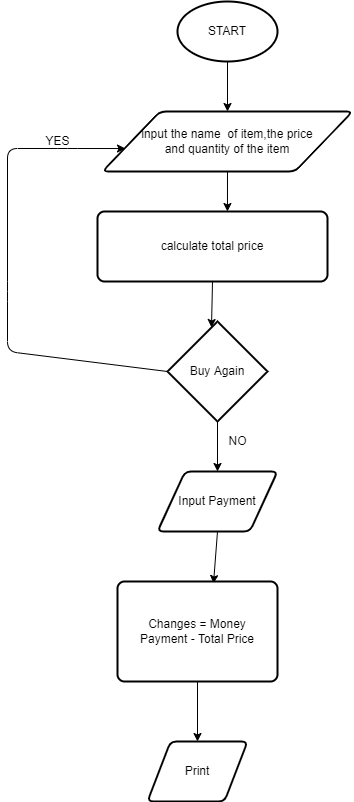 START
YES
Input the name of item,the price
and quantity of the item
calculate total price
Buy Again
NO
Input Payment
Changes = Money
Payment - Total Price
Print